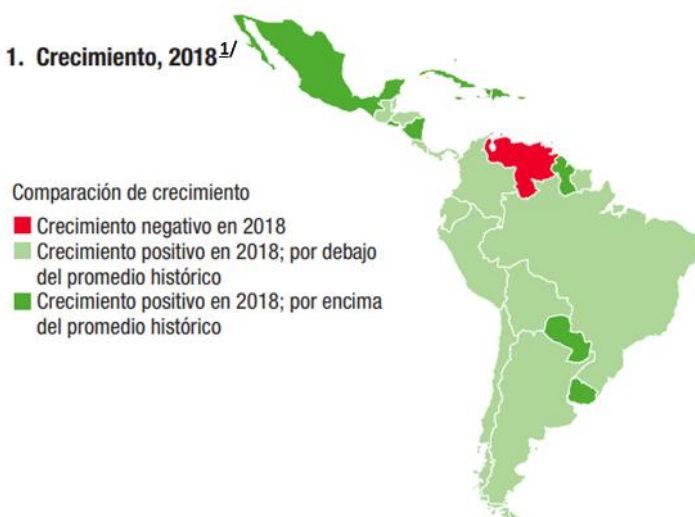 1. Crecimiento, 2018 1/
Comparación de crecimiento
Crecimiento negativo en 2018
Crecimiento positivo en 2018; por debajo
del promedio histórico
Crecimiento positivo en 2018; por encima
del promedio histórico